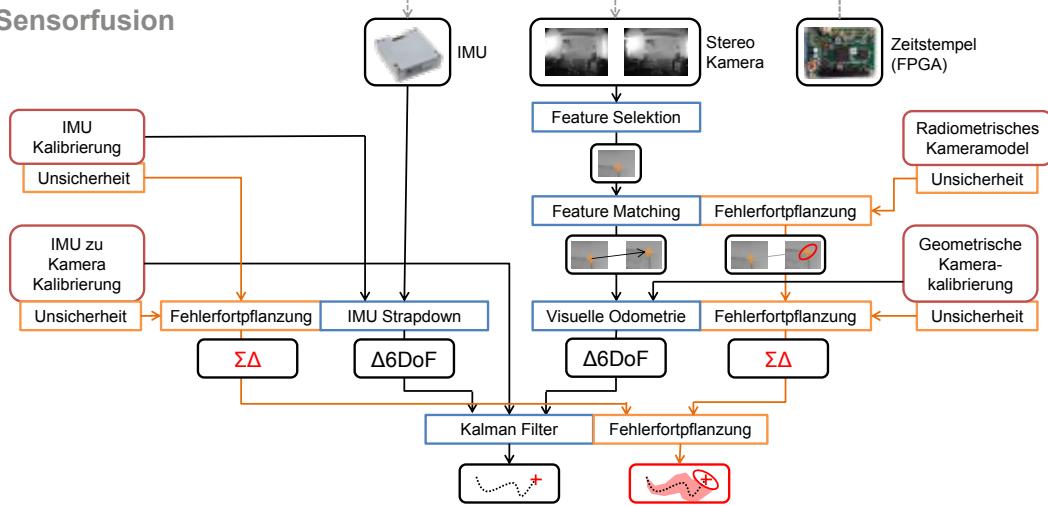 Sensorfusion
IMU
Stereo
Kamera
Zeitstempel
(FPGA)
Feature Selektion
IMU
Kalibrierung
Unsicherheit
Radiometrisches
Kameramodel
Unsicherheit
Feature Matching
Fehlerfortpflanzung
IMU zu
Kamera
Kalibrierung
Unsicherheit
Geometrische
Kamera-
kalibrierung
Unsicherheit
Fehlerfortpflanzung
IMU Strapdown
Visuelle Odometrie
Fehlerfortpflanzung
ΣΔ
Δ6DoF
Δ6DoF
ΣΔ
Kalman Filter
Fehlerfortpflanzung